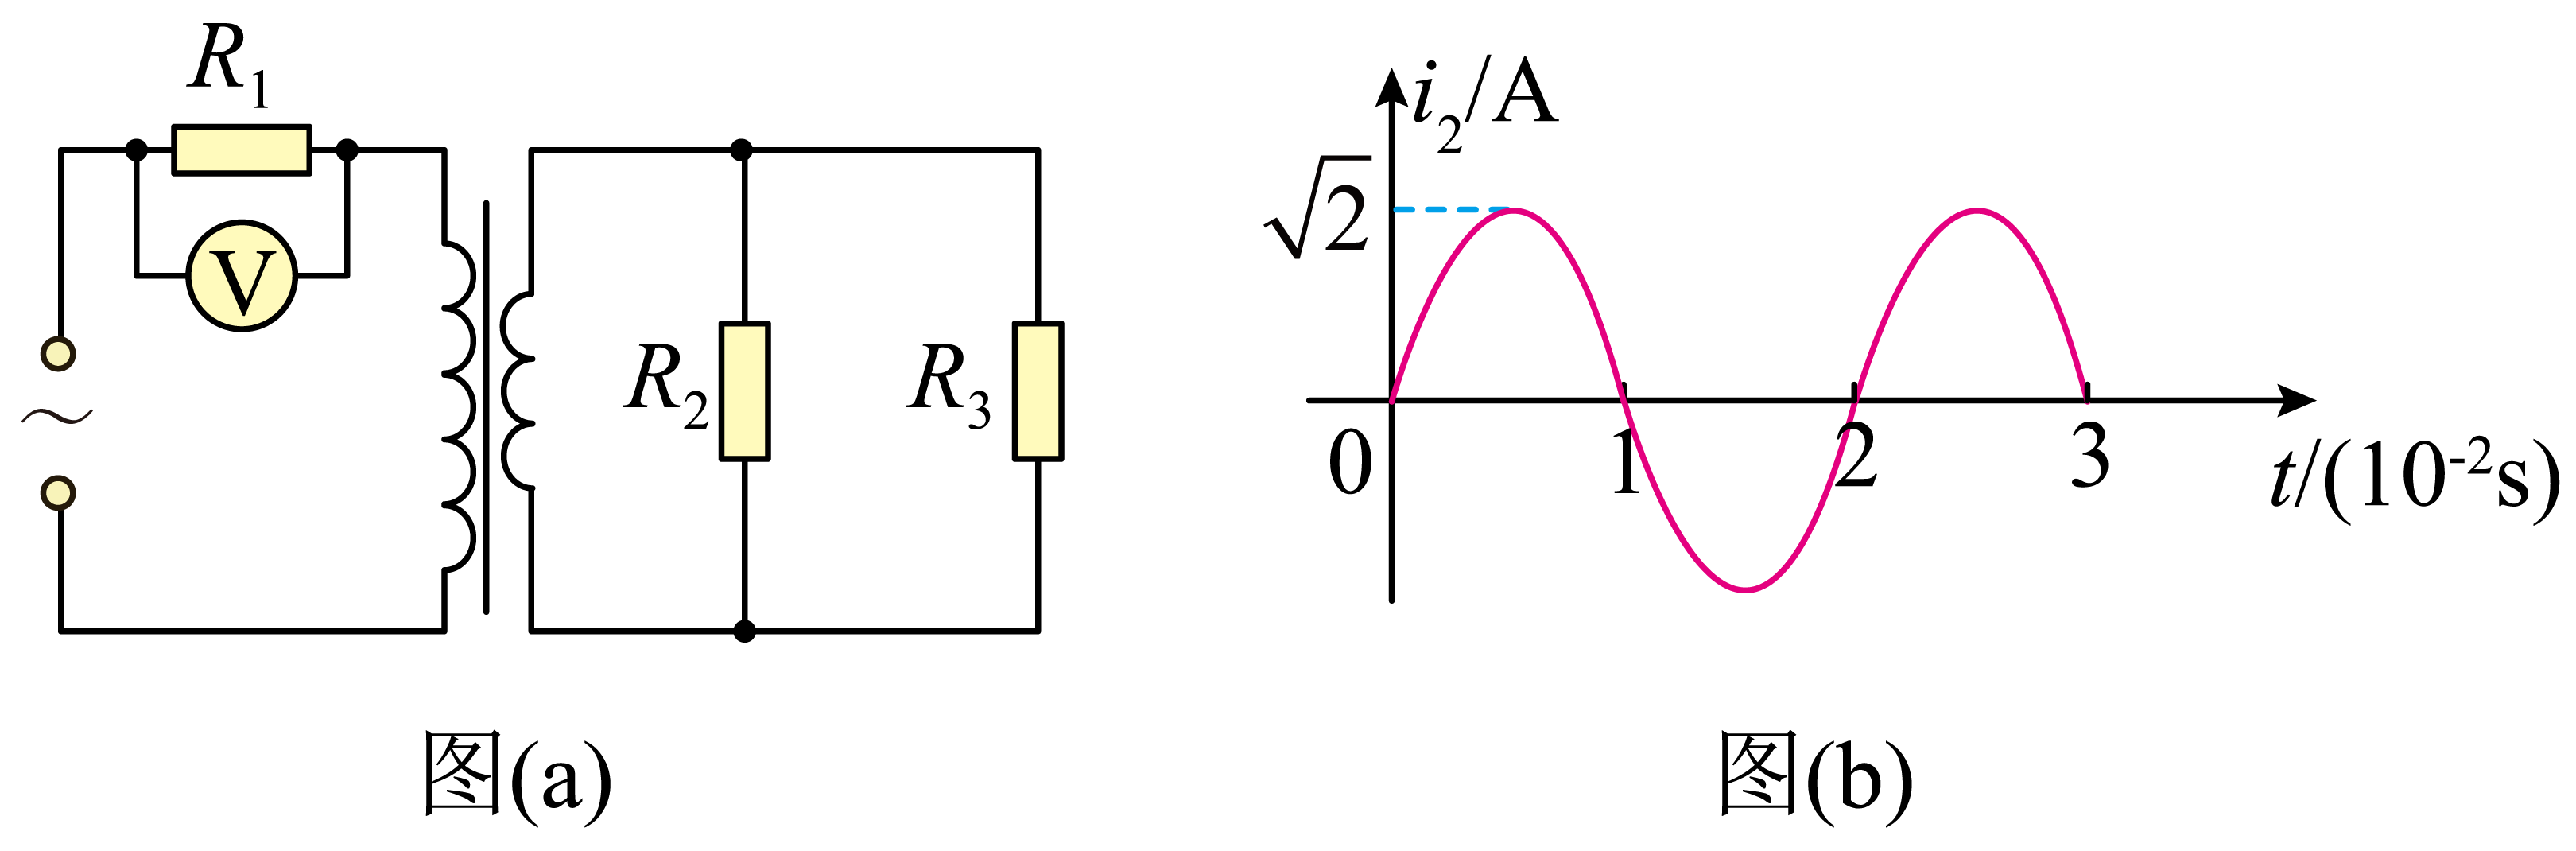 R₁
V
R₂
R₃
~
图(a)
i₂/A
√2
0
1
2
3
t/(10⁻²s)
图(b)